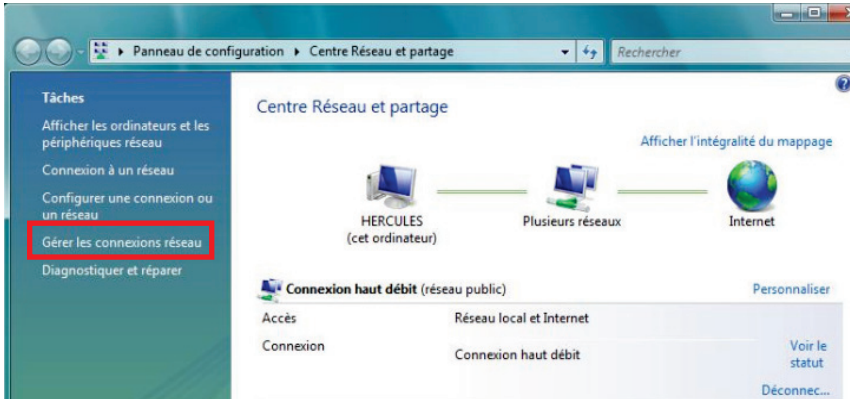 Panneau de configuration
Centre Réseau et partage
Rechercher
Tâches
Afficher les ordinateurs et les
périphériques réseau
Connexion à un réseau
Configurer une connexion ou
un réseau
Gérer les connexions réseau
Diagnostiquer et réparer
Centre Réseau et partage
Afficher l'intégralité du mappage
HERCULES
(cet ordinateur)
Plusieurs réseaux
Internet
Connexion haut débit (réseau public)
Personnaliser
Accès
Réseau local et Internet
Connexion
Connexion haut débit
Voir le
statut
Déconnec...